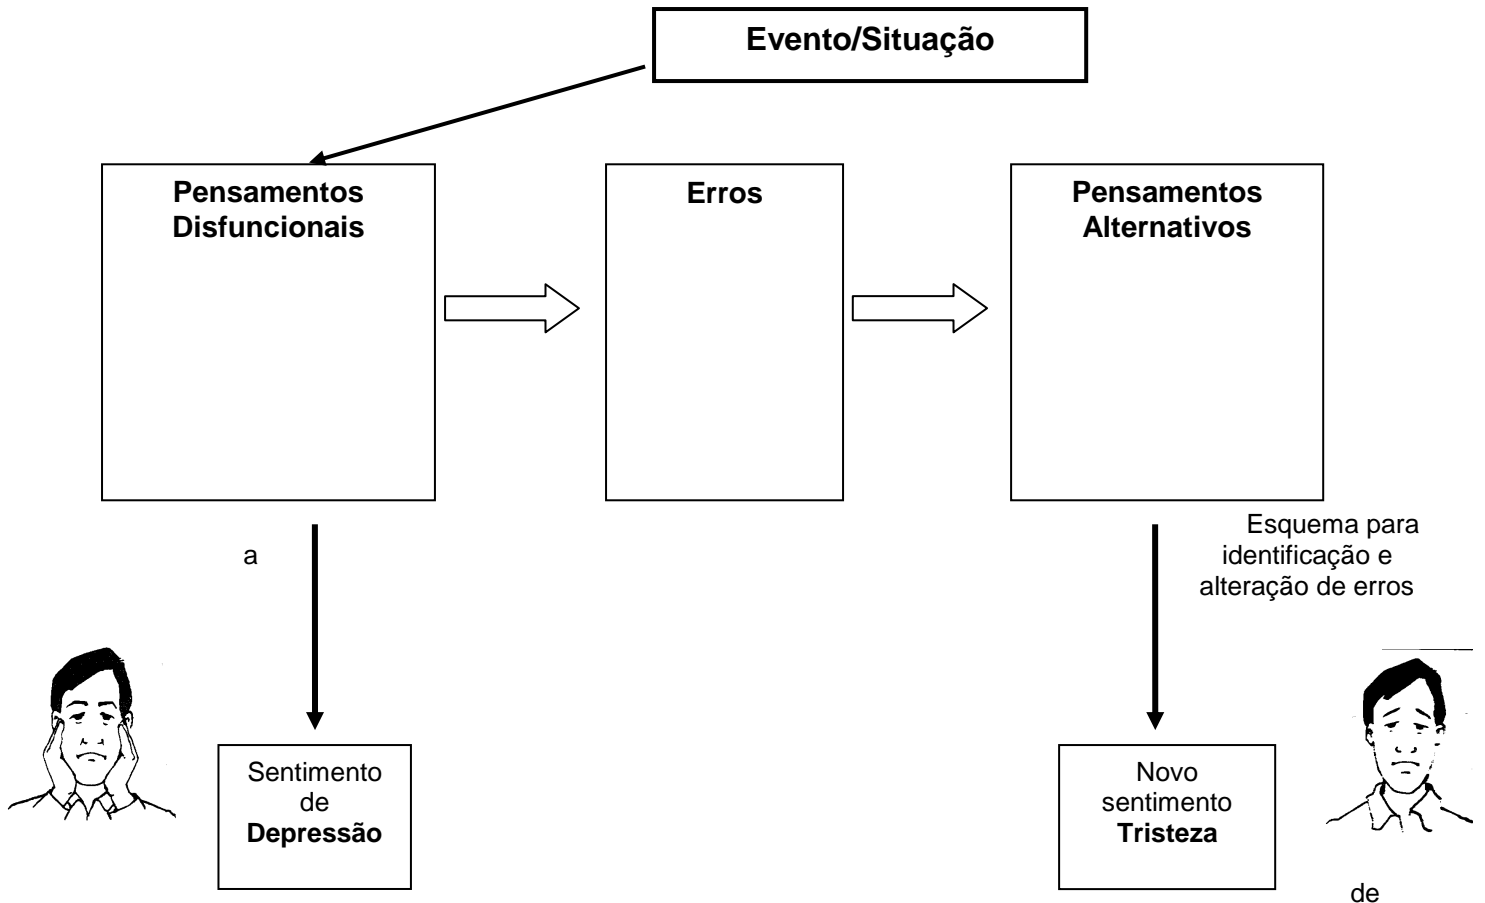 Evento/Situação
Pensamentos
Disfuncionais
Erros
Pensamentos
Alternativos
Esquema para
identificação e
alteração de erros
a
Sentimento
de
Depressão
Novo
sentimento
Tristeza
de